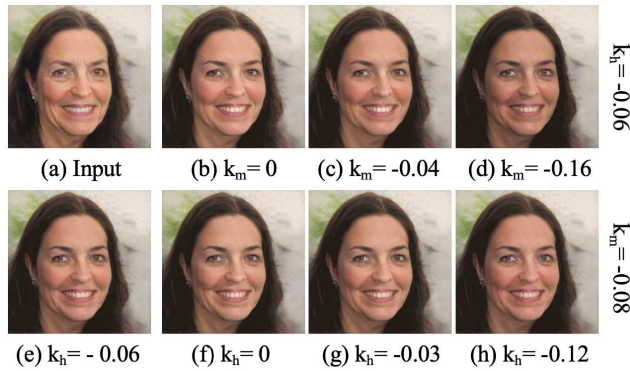 (a) Input
(b) kₘ= 0
(c) kₘ= -0.04
(d) kₘ= -0.16
kₕ= -0.06
(e) kₕ= - 0.06
(f) kₕ= 0
(g) kₕ= -0.03
(h) kₕ= -0.12
kₘ= -0.08